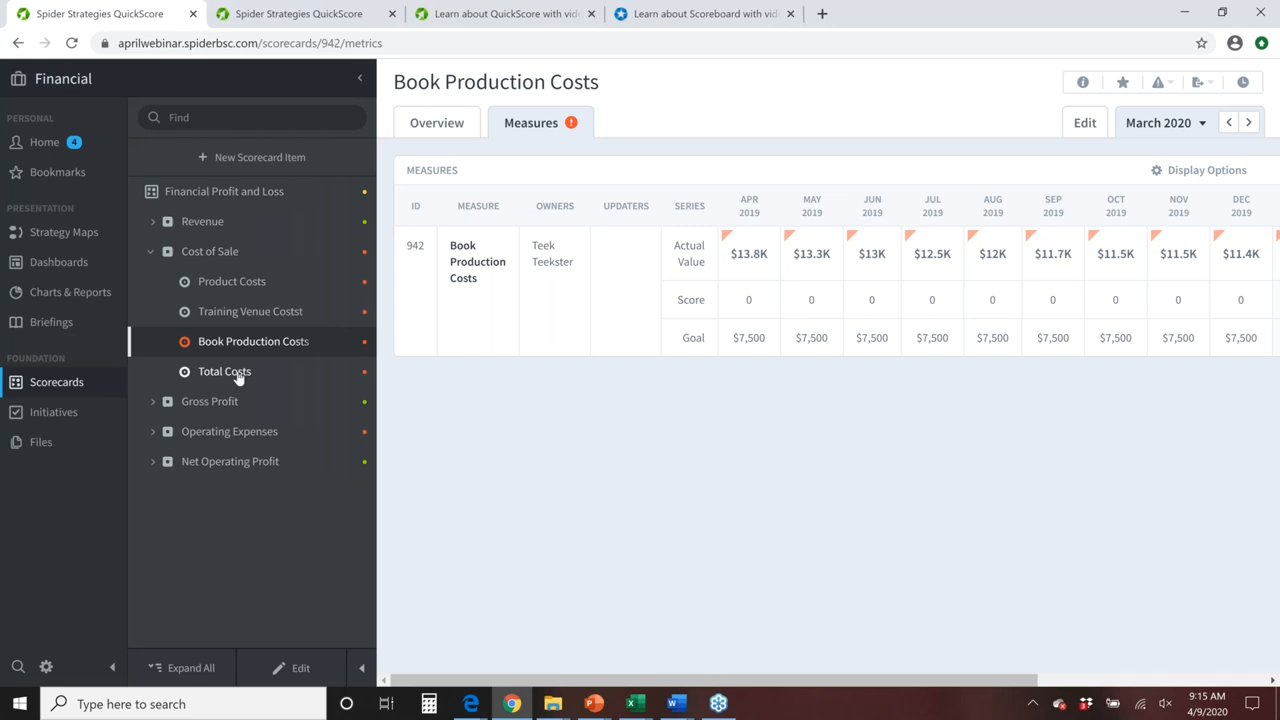 Spider Strategies QuickScore
Spider Strategies QuickScore
Learn about QuickScore with vide
Learn about Scoreboard with vide
aprilwebinar.spiderbsc.com/scorecards/942/metrics
Financial
PERSONAL
Home 4
Bookmarks
PRESENTATION
Strategy Maps
Dashboards
Charts & Reports
Briefings
FOUNDATION
Scorecards
Initiatives
Files
Find
+ New Scorecard Item
Financial Profit and Loss
Revenue
Cost of Sale
Product Costs
Training Venue Costst
Book Production Costs
Total Costs
Gross Profit
Operating Expenses
Net Operating Profit
Expand All
Edit
Book Production Costs
Overview
Measures
Edit
March 2020
MEASURES
Display Options
ID MEASURE OWNERS UPDATERS SERIES APR 2019 MAY 2019 JUN 2019 JUL 2019 AUG 2019 SEP 2019 OCT 2019 NOV 2019 DEC 2019
942 Book Production Costs Teek Teekster
Actual Value $13.8K $13.3K $13K $12.5K $12K $11.7K $11.5K $11.5K $11.4K
Score 0 0 0 0 0 0 0 0 0
Goal $7,500 $7,500 $7,500 $7,500 $7,500 $7,500 $7,500 $7,500 $7,500
Type here to search
9:15 AM
4/9/2020